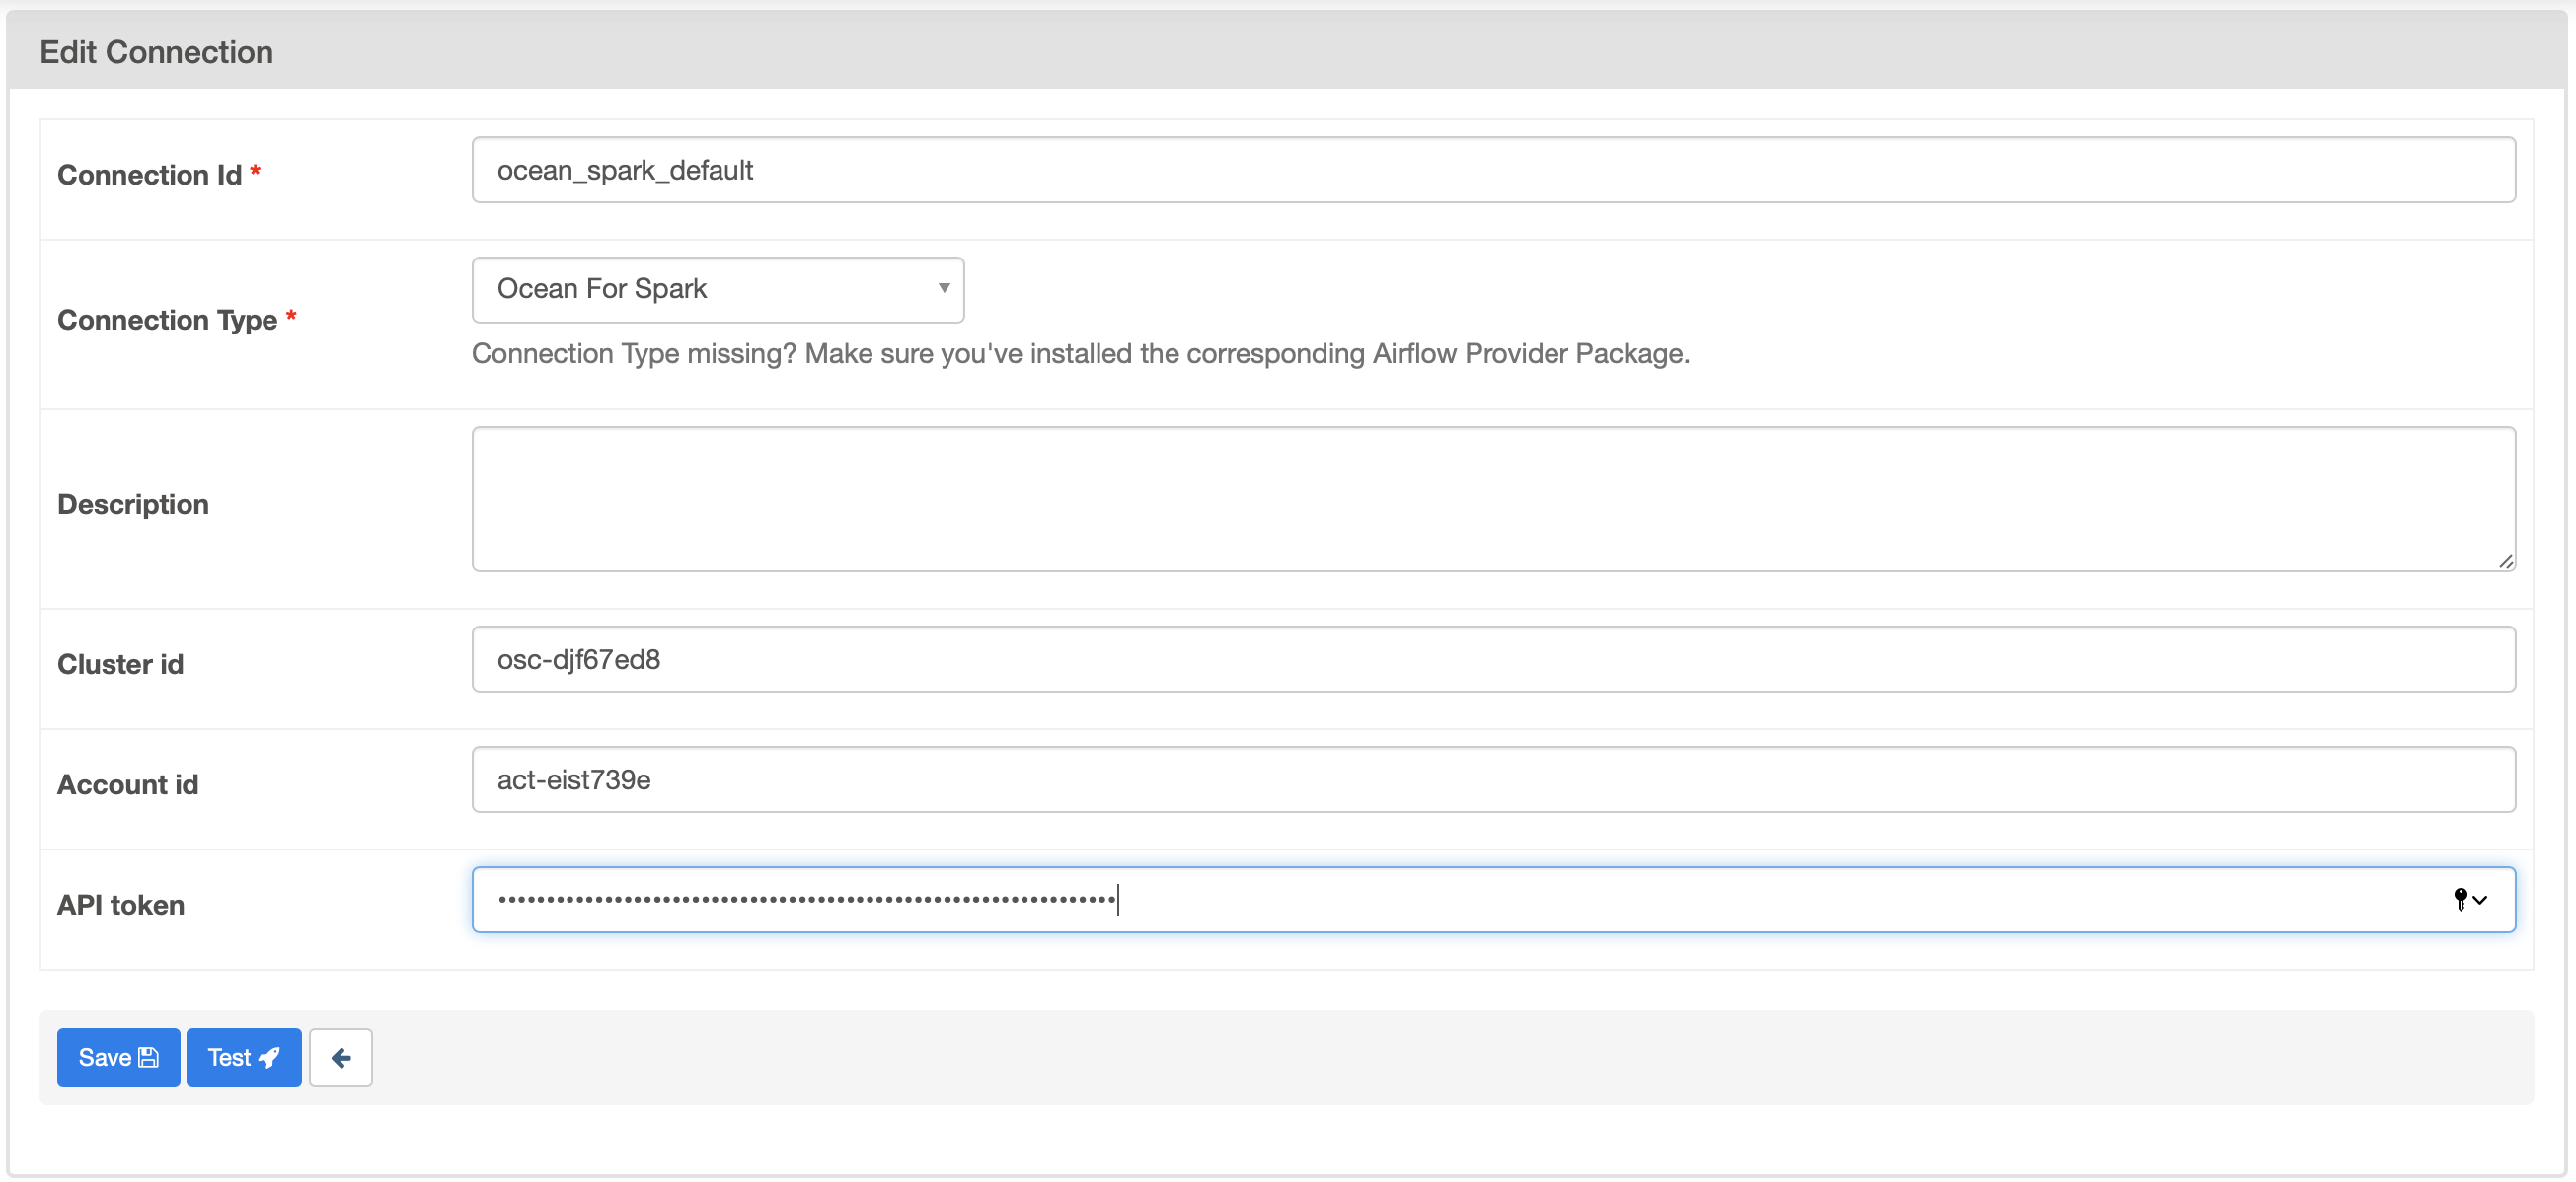 Edit Connection
Connection Id *
ocean_spark_default
Connection Type *
Ocean For Spark
Connection Type missing? Make sure you've installed the corresponding Airflow Provider Package.
Description
Cluster id
osc-djf67ed8
Account id
act-eist739e
API token
••••••••••••••••••••••••••••••••••••••••••••••••••••••••••••••••
Save
Test